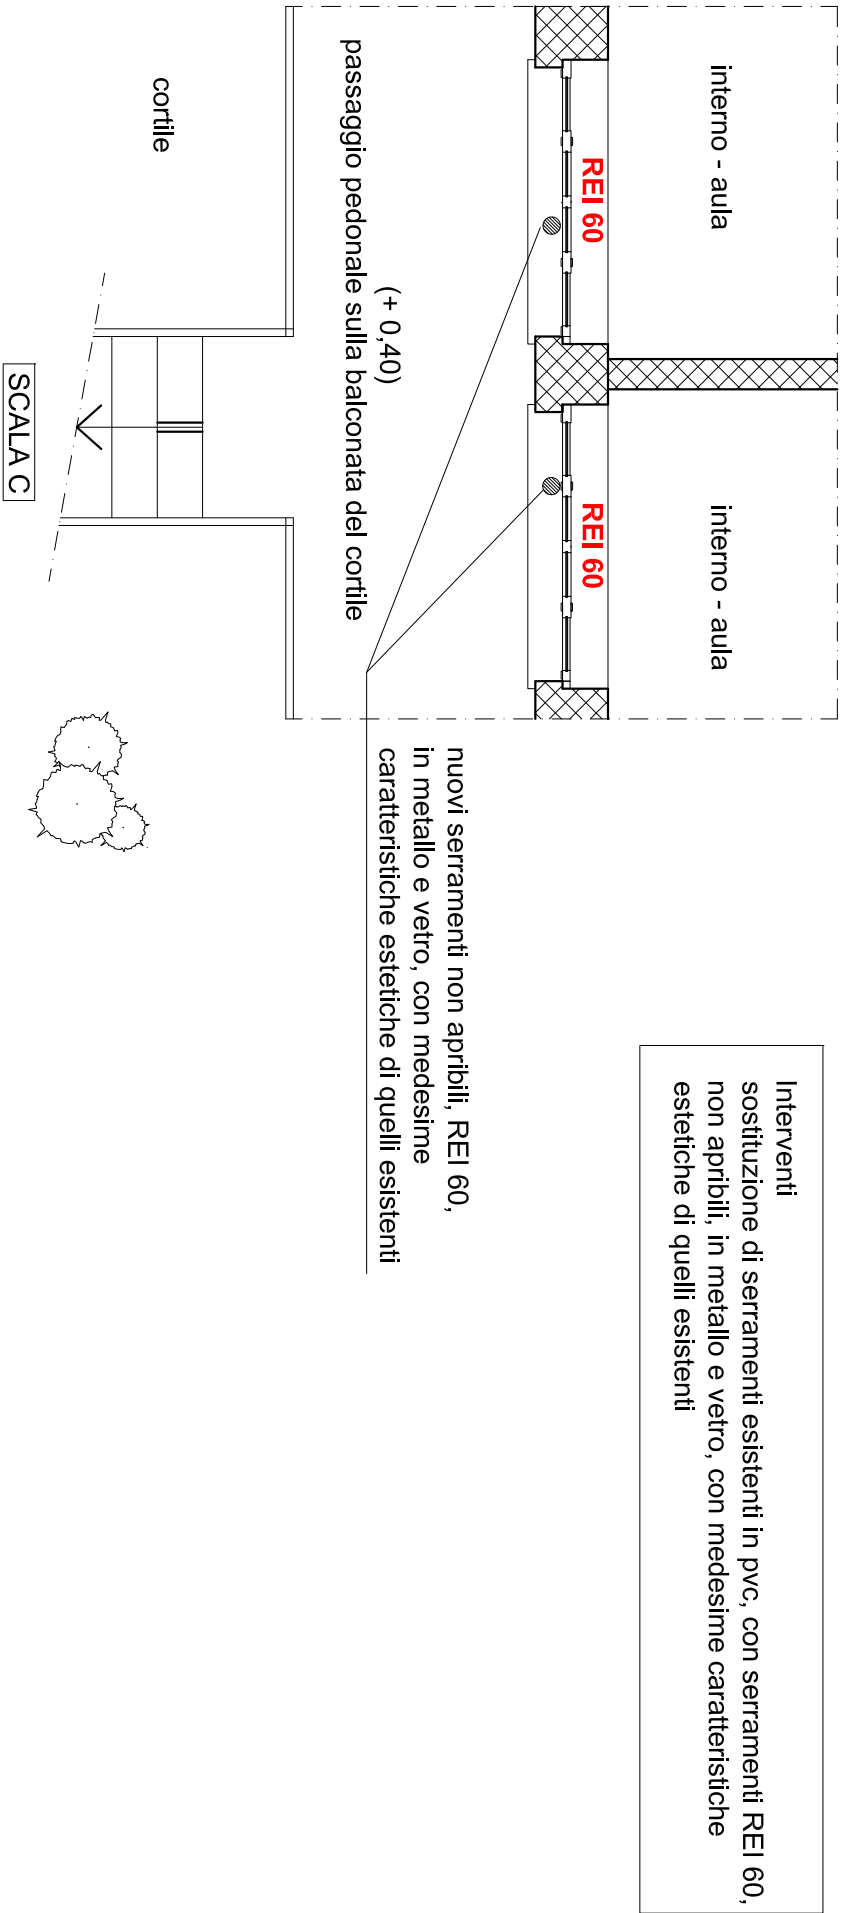 interno - aula
interno - aula
REI 60
REI 60
(+ 0,40)
passaggio pedonale sulla balconata del cortile
cortile
SCALA C
nuovi serramenti non apribili, REI 60,
in metallo e vetro, con medesime
caratteristiche estetiche di quelli esistenti
Interventi
sostituzione di serramenti esistenti in pvc, con serramenti REI 60,
non apribili, in metallo e vetro, con medesime caratteristiche
estetiche di quelli esistenti